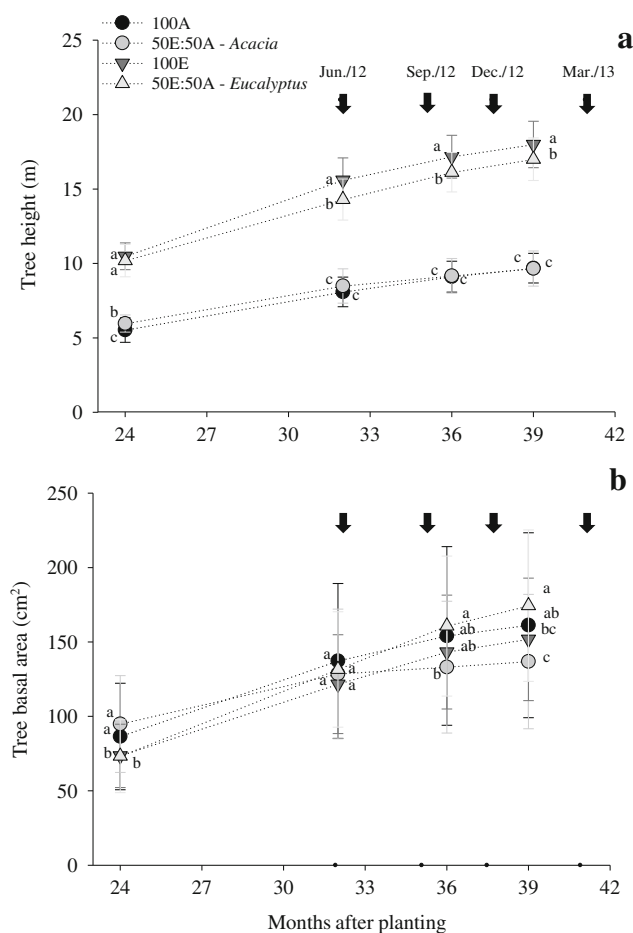 100A
50E:50A - Acacia
100E
50E:50A - Eucalyptus
a
Jun./12 Sep./12 Dec./12 Mar./13
25
20
15
10
5
0
Tree height (m)
a a b c
a b c c
a b c c
a b c c
24 27 30 33 36 39 42
b
250
200
150
100
50
0
Tree basal area (cm²)
a a b b
a a a a
a ab ab b
a ab bc c
24 27 30 33 36 39 42
Months after planting